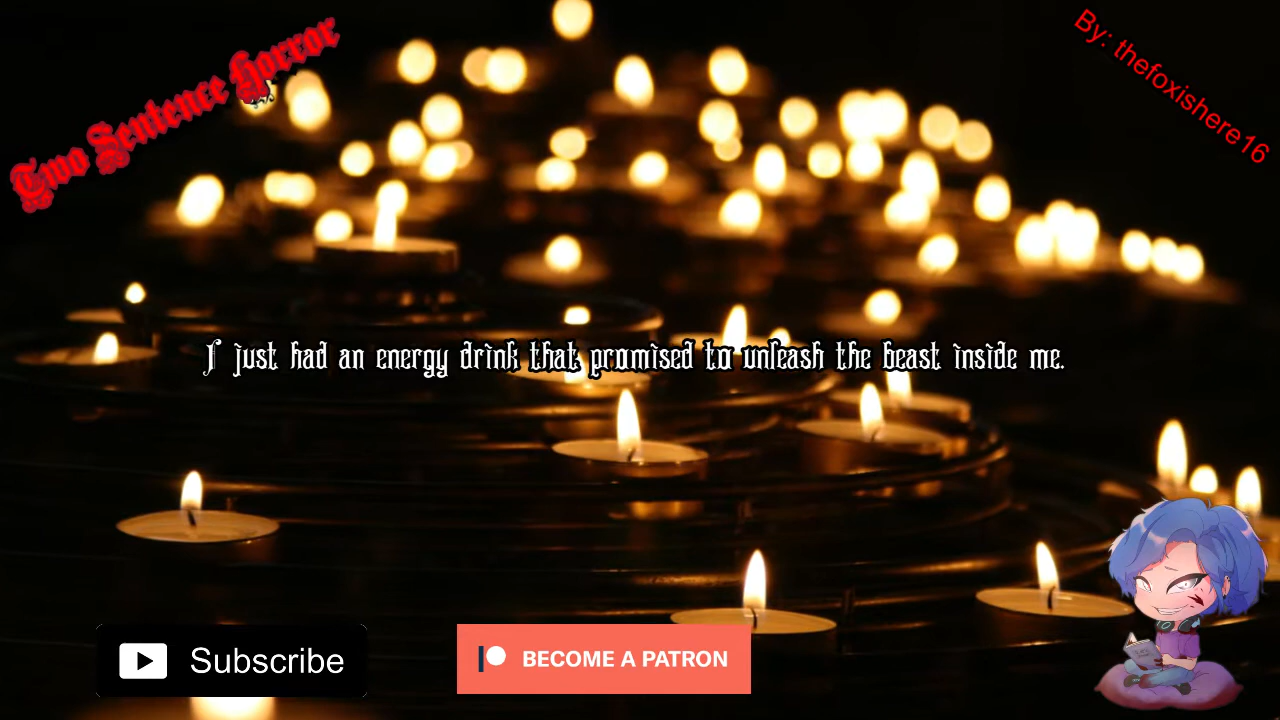 Two Sentence Horror
By: thefoxishere16
I just had an energy drink that promised to unleash the beast inside me.
Subscribe
BECOME A PATRON